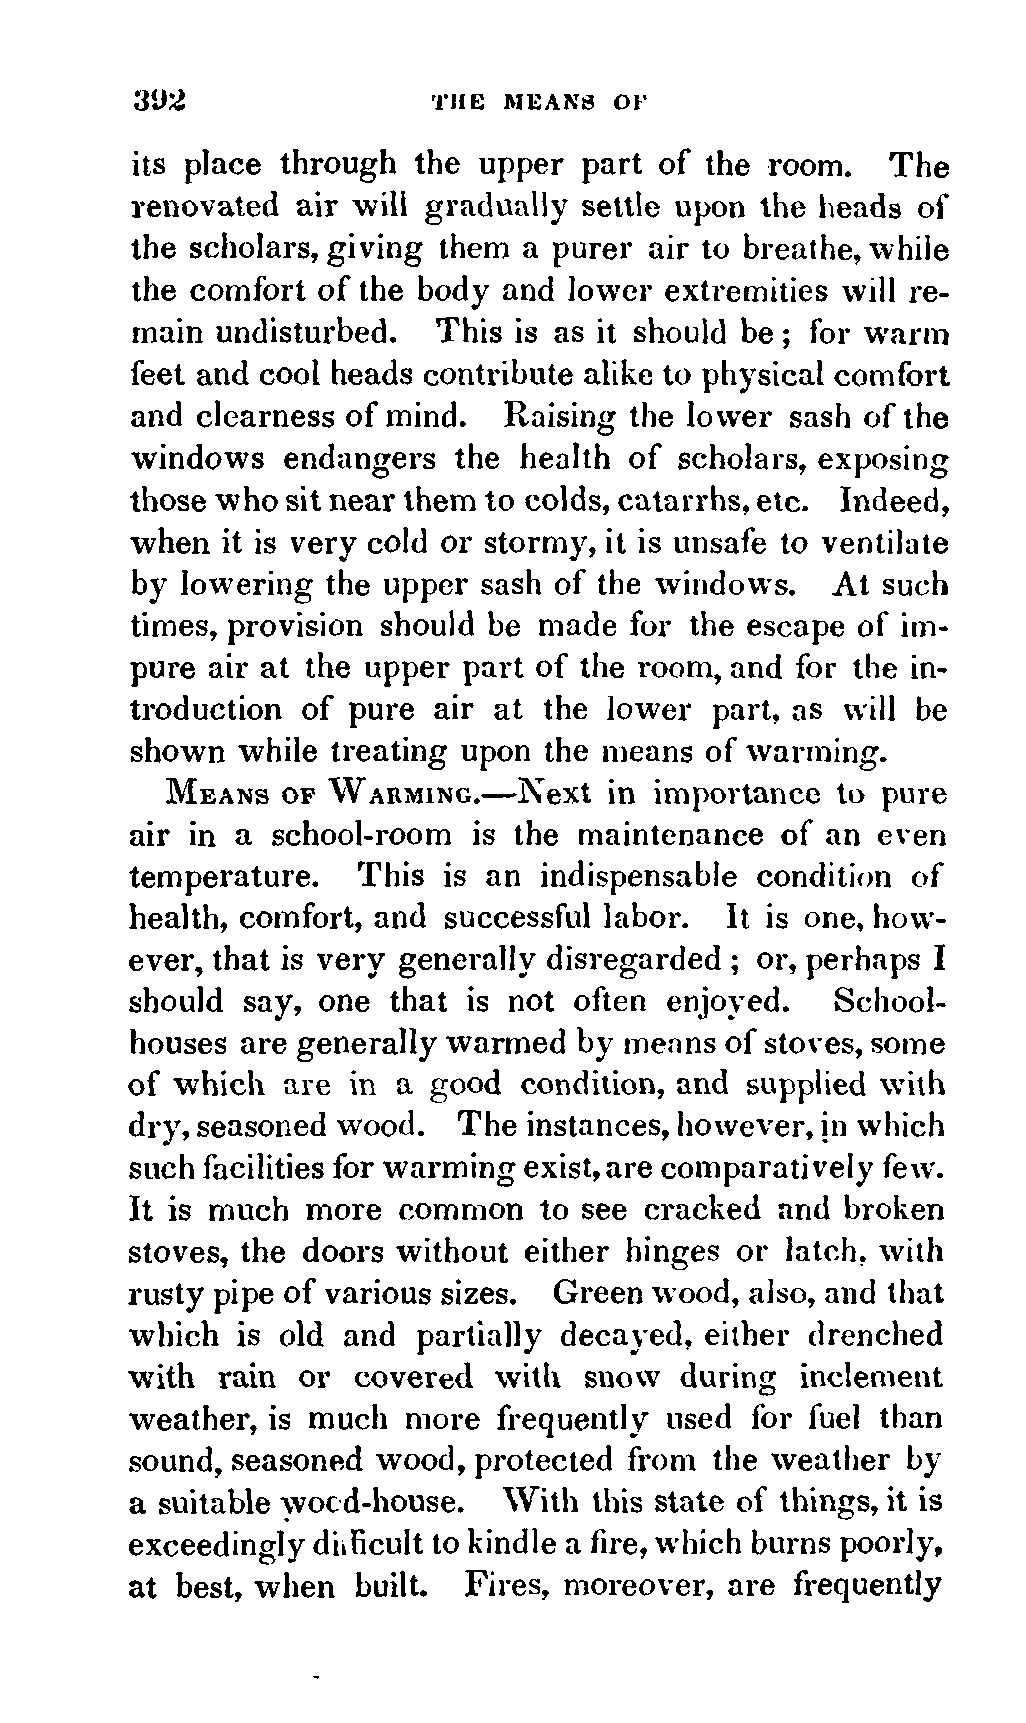 392 THE MEANS OF
its place through the upper part of the room. The
renovated air will gradually settle upon the heads of
the scholars, giving them a purer air to breathe, while
the comfort of the body and lower extremities will re-
main undisturbed. This is as it should be; for warm
feet and cool heads contribute alike to physical comfort
and clearness of mind. Raising the lower sash of the
windows endangers the health of scholars, exposing
those who sit near them to colds, catarrhs, etc. Indeed,
when it is very cold or stormy, it is unsafe to ventilate
by lowering the upper sash of the windows. At such
times, provision should be made for the escape of im-
pure air at the upper part of the room, and for the in-
troduction of pure air at the lower part, as will be
shown while treating upon the means of warming.
MEANS OF WARMING.—Next in importance to pure
air in a school-room is the maintenance of an even
temperature. This is an indispensable condition of
health, comfort, and successful labor. It is one, how-
ever, that is very generally disregarded; or, perhaps I
should say, one that is not often enjoyed. School-
houses are generally warmed by means of stoves, some
of which are in a good condition, and supplied with
dry, seasoned wood. The instances, however, in which
such facilities for warming exist, are comparatively few.
It is much more common to see cracked and broken
stoves, the doors without either hinges or latch, with
rusty pipe of various sizes. Green wood, also, and that
which is old and partially decayed, either drenched
with rain or covered with snow during inclement
weather, is much more frequently used for fuel than
sound, seasoned wood, protected from the weather by
a suitable wood-house. With this state of things, it is
exceedingly difficult to kindle a fire, which burns poorly,
at best, when built. Fires, moreover, are frequently